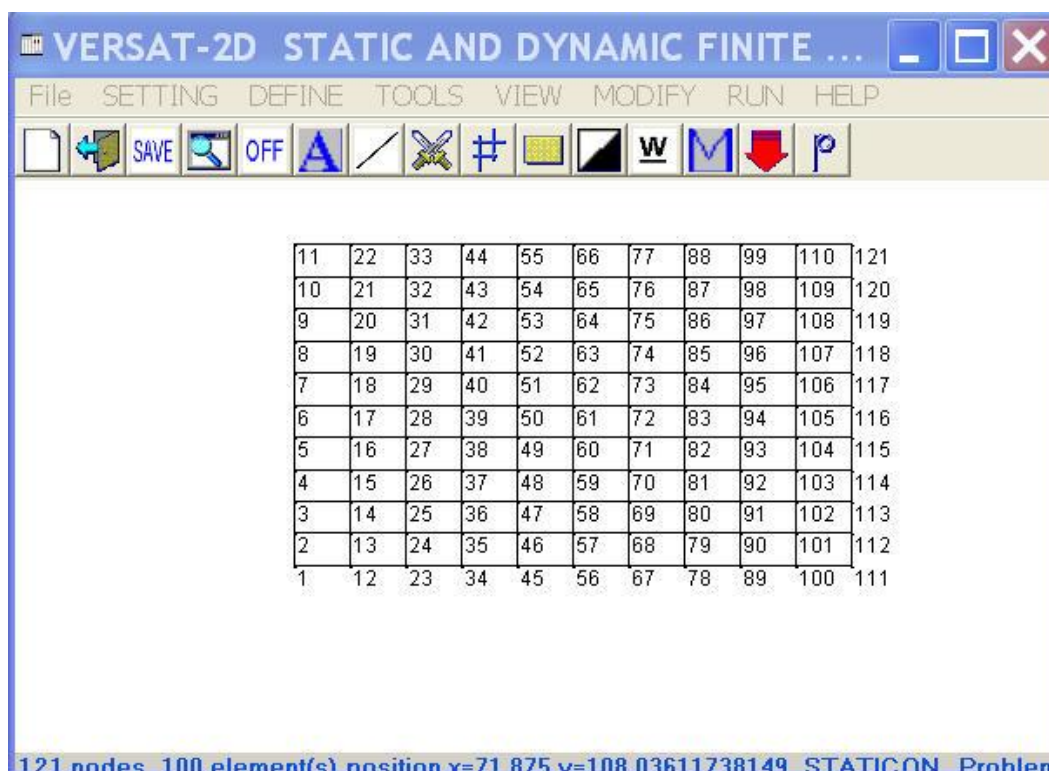 VERSAT-2D STATIC AND DYNAMIC FINITE ...
File SETTING DEFINE TOOLS VIEW MODIFY RUN HELP
SAVE OFF A W M P
11 22 33 44 55 66 77 88 99 110 121
10 21 32 43 54 65 76 87 98 109 120
9 20 31 42 53 64 75 86 97 108 119
8 19 30 41 52 63 74 85 96 107 118
7 18 29 40 51 62 73 84 95 106 117
6 17 28 39 50 61 72 83 94 105 116
5 16 27 38 49 60 71 82 93 104 115
4 15 26 37 48 59 70 81 92 103 114
3 14 25 36 47 58 69 80 91 102 113
2 13 24 35 46 57 68 79 90 101 112
1 12 23 34 45 56 67 78 89 100 111
121 nodes, 100 element(s) position x=71.875 y=108.03611738149 STATICON Problem